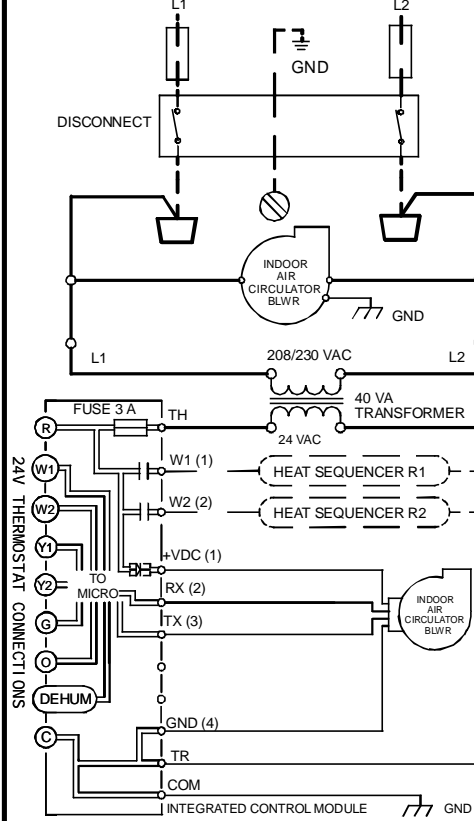 L1
L2
GND
DISCONNECT
INDOOR
AIR
CIRCULATOR
BLWR
GND
L1
208/230 VAC
L2
FUSE 3 A
TH
40 VA
TRANSFORMER
24 VAC
R
W1 (1)
HEAT SEQUENCER R1
W1
W2 (2)
HEAT SEQUENCER R2
W2
Y1
+VDC (1)
Y2
TO
MICRO
RX (2)
INDOOR
AIR
CIRCULATOR
BLWR
TX (3)
G
O
DEHUM
GND (4)
C
TR
COM
INTEGRATED CONTROL MODULE
GND
24V THERMOSTAT CONNECTIONS